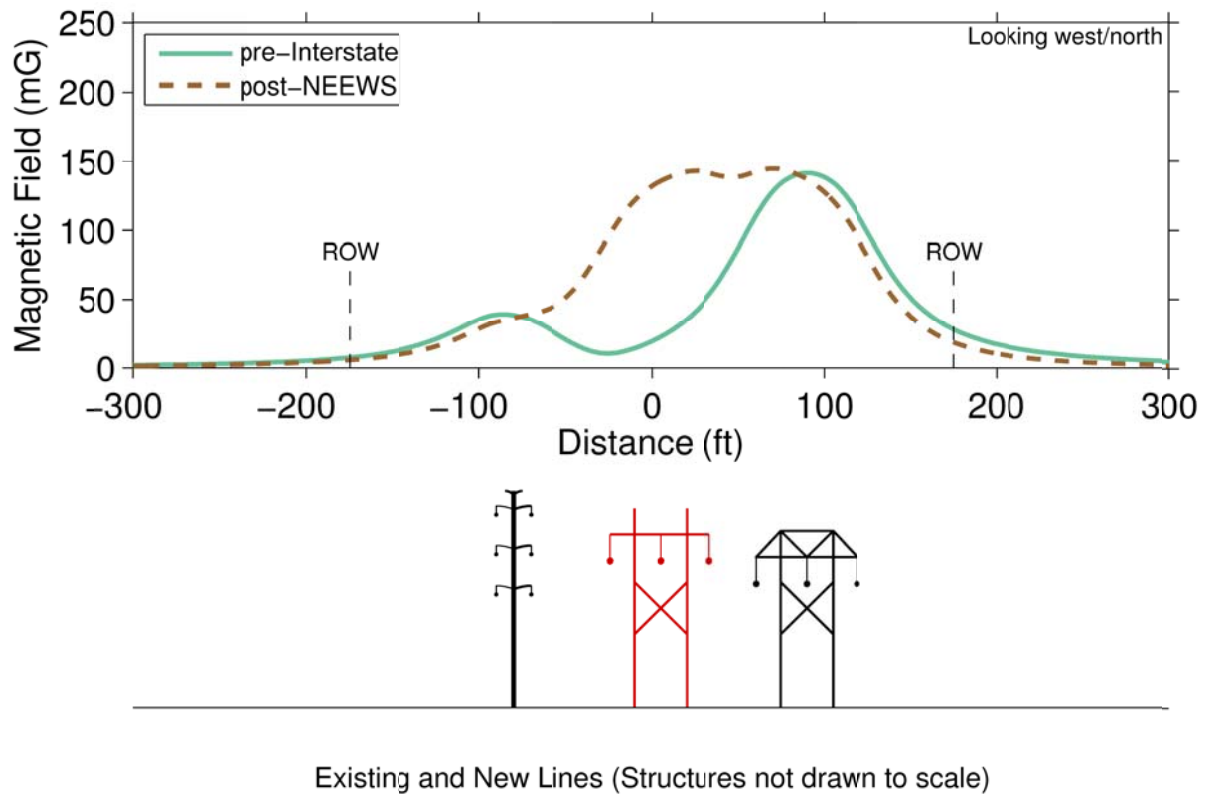 250
200
150
100
50
0
Magnetic Field (mG)
pre–Interstate
post–NEEWS
Looking west/north
ROW
ROW
−300
−200
−100
0
100
200
300
Distance (ft)
Existing and New Lines (Structures not drawn to scale)